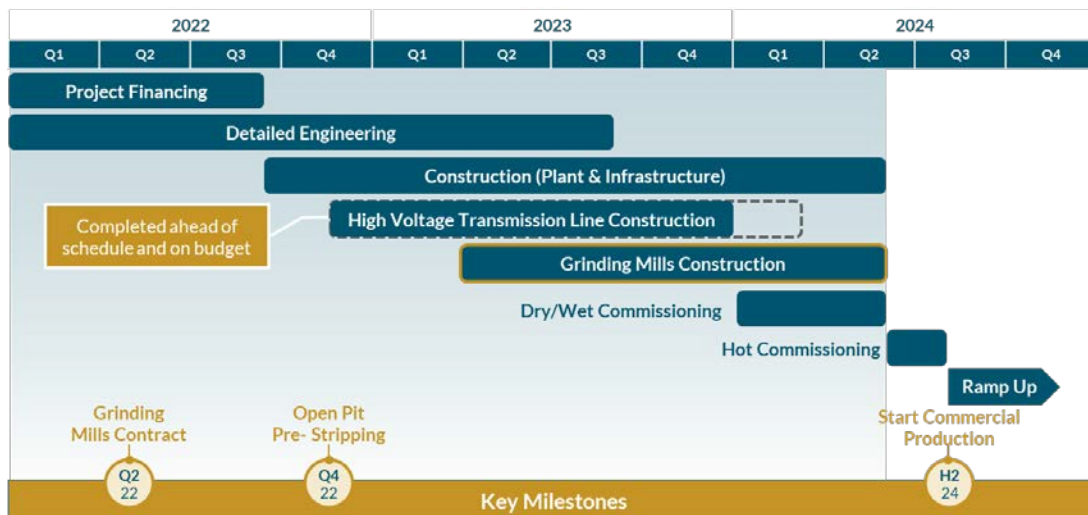 2022 2023 2024
Q1 Q2 Q3 Q4 Q1 Q2 Q3 Q4 Q1 Q2 Q3 Q4
Project Financing
Detailed Engineering
Construction (Plant & Infrastructure)
Completed ahead of
schedule and on budget
High Voltage Transmission Line Construction
Grinding Mills Construction
Dry/Wet Commissioning
Hot Commissioning
Ramp Up
Grinding
Mills Contract
Open Pit
Pre- Stripping
Start Commercial
Production
Q2
22
Q4
22
H2
24
Key Milestones